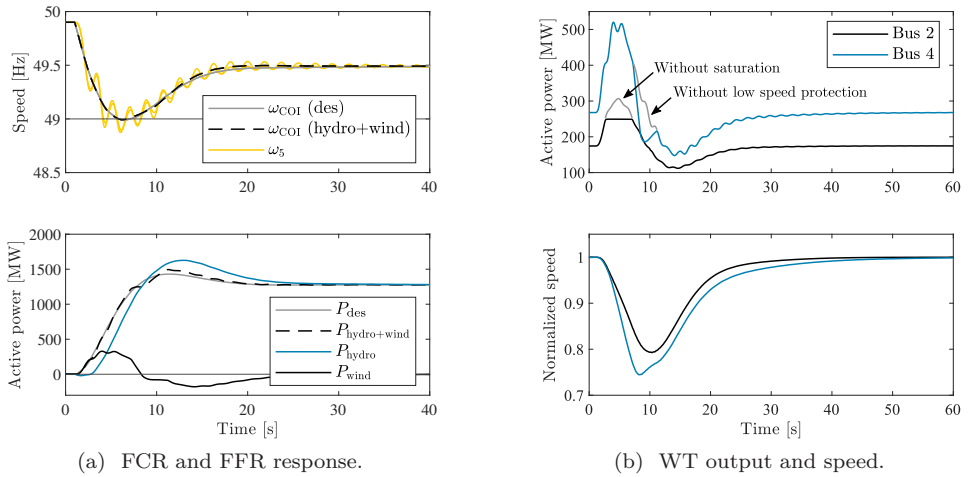 50
49.5
49
48.5
Speed [Hz]
ω_COI (des)
ω_COI (hydro+wind)
ω_5
0
10
20
30
40
2000
1500
1000
500
0
Active power [MW]
P_des
P_hydro+wind
P_hydro
P_wind
0
10
20
30
40
Time [s]
(a) FCR and FFR response.
500
400
300
200
100
Active power [MW]
Bus 2
Bus 4
Without saturation
Without low speed protection
0
10
20
30
40
50
60
1
0.9
0.8
0.7
Normalized speed
0
10
20
30
40
50
60
Time [s]
(b) WT output and speed.